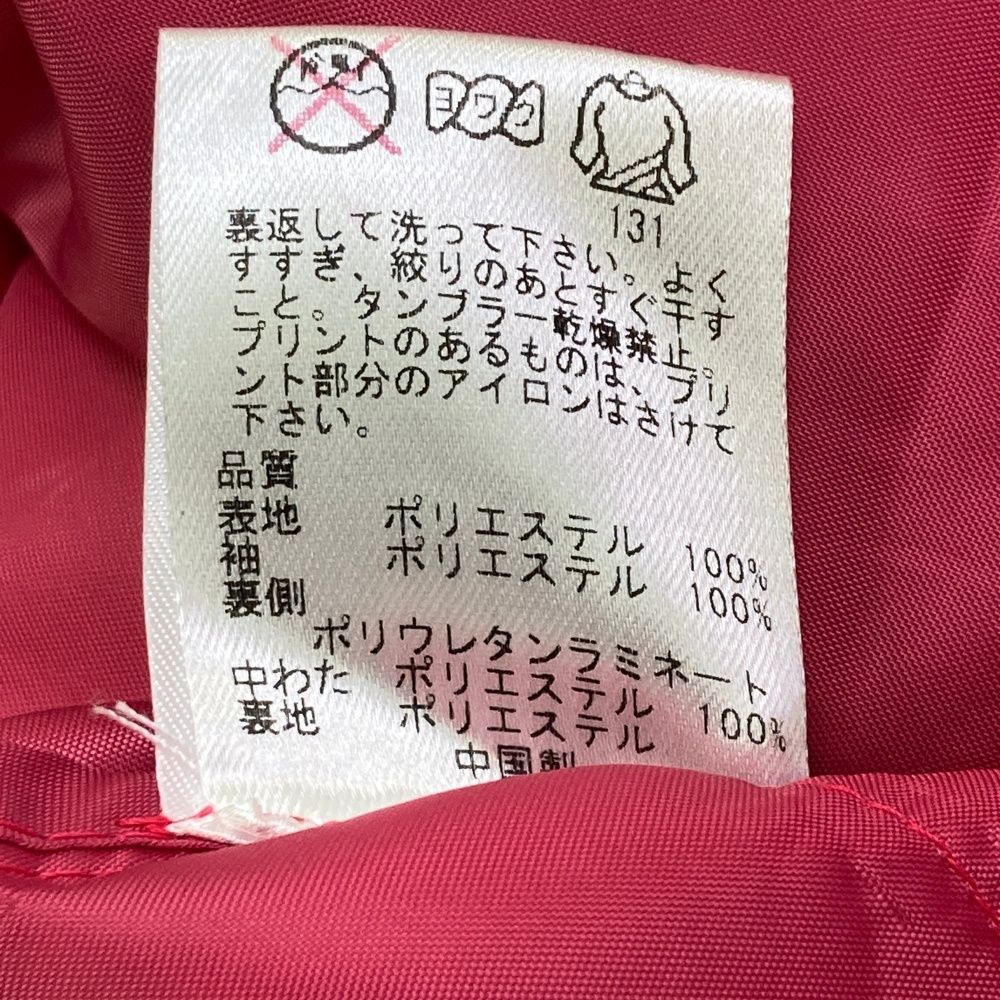 ヨワク
131
裏返して洗って下さい。よく
すすぎ、絞りのあとすぐ干す
こと。タンブラー乾燥禁止。
プリントのあるものは、プリ
ント部分のアイロンはさけて
下さい。
品質
表地 ポリエステル 100%
袖 ポリエステル 100%
裏側
ポリウレタンラミネート
中わた ポリエステル 100%
裏地 ポリエステル
中国製